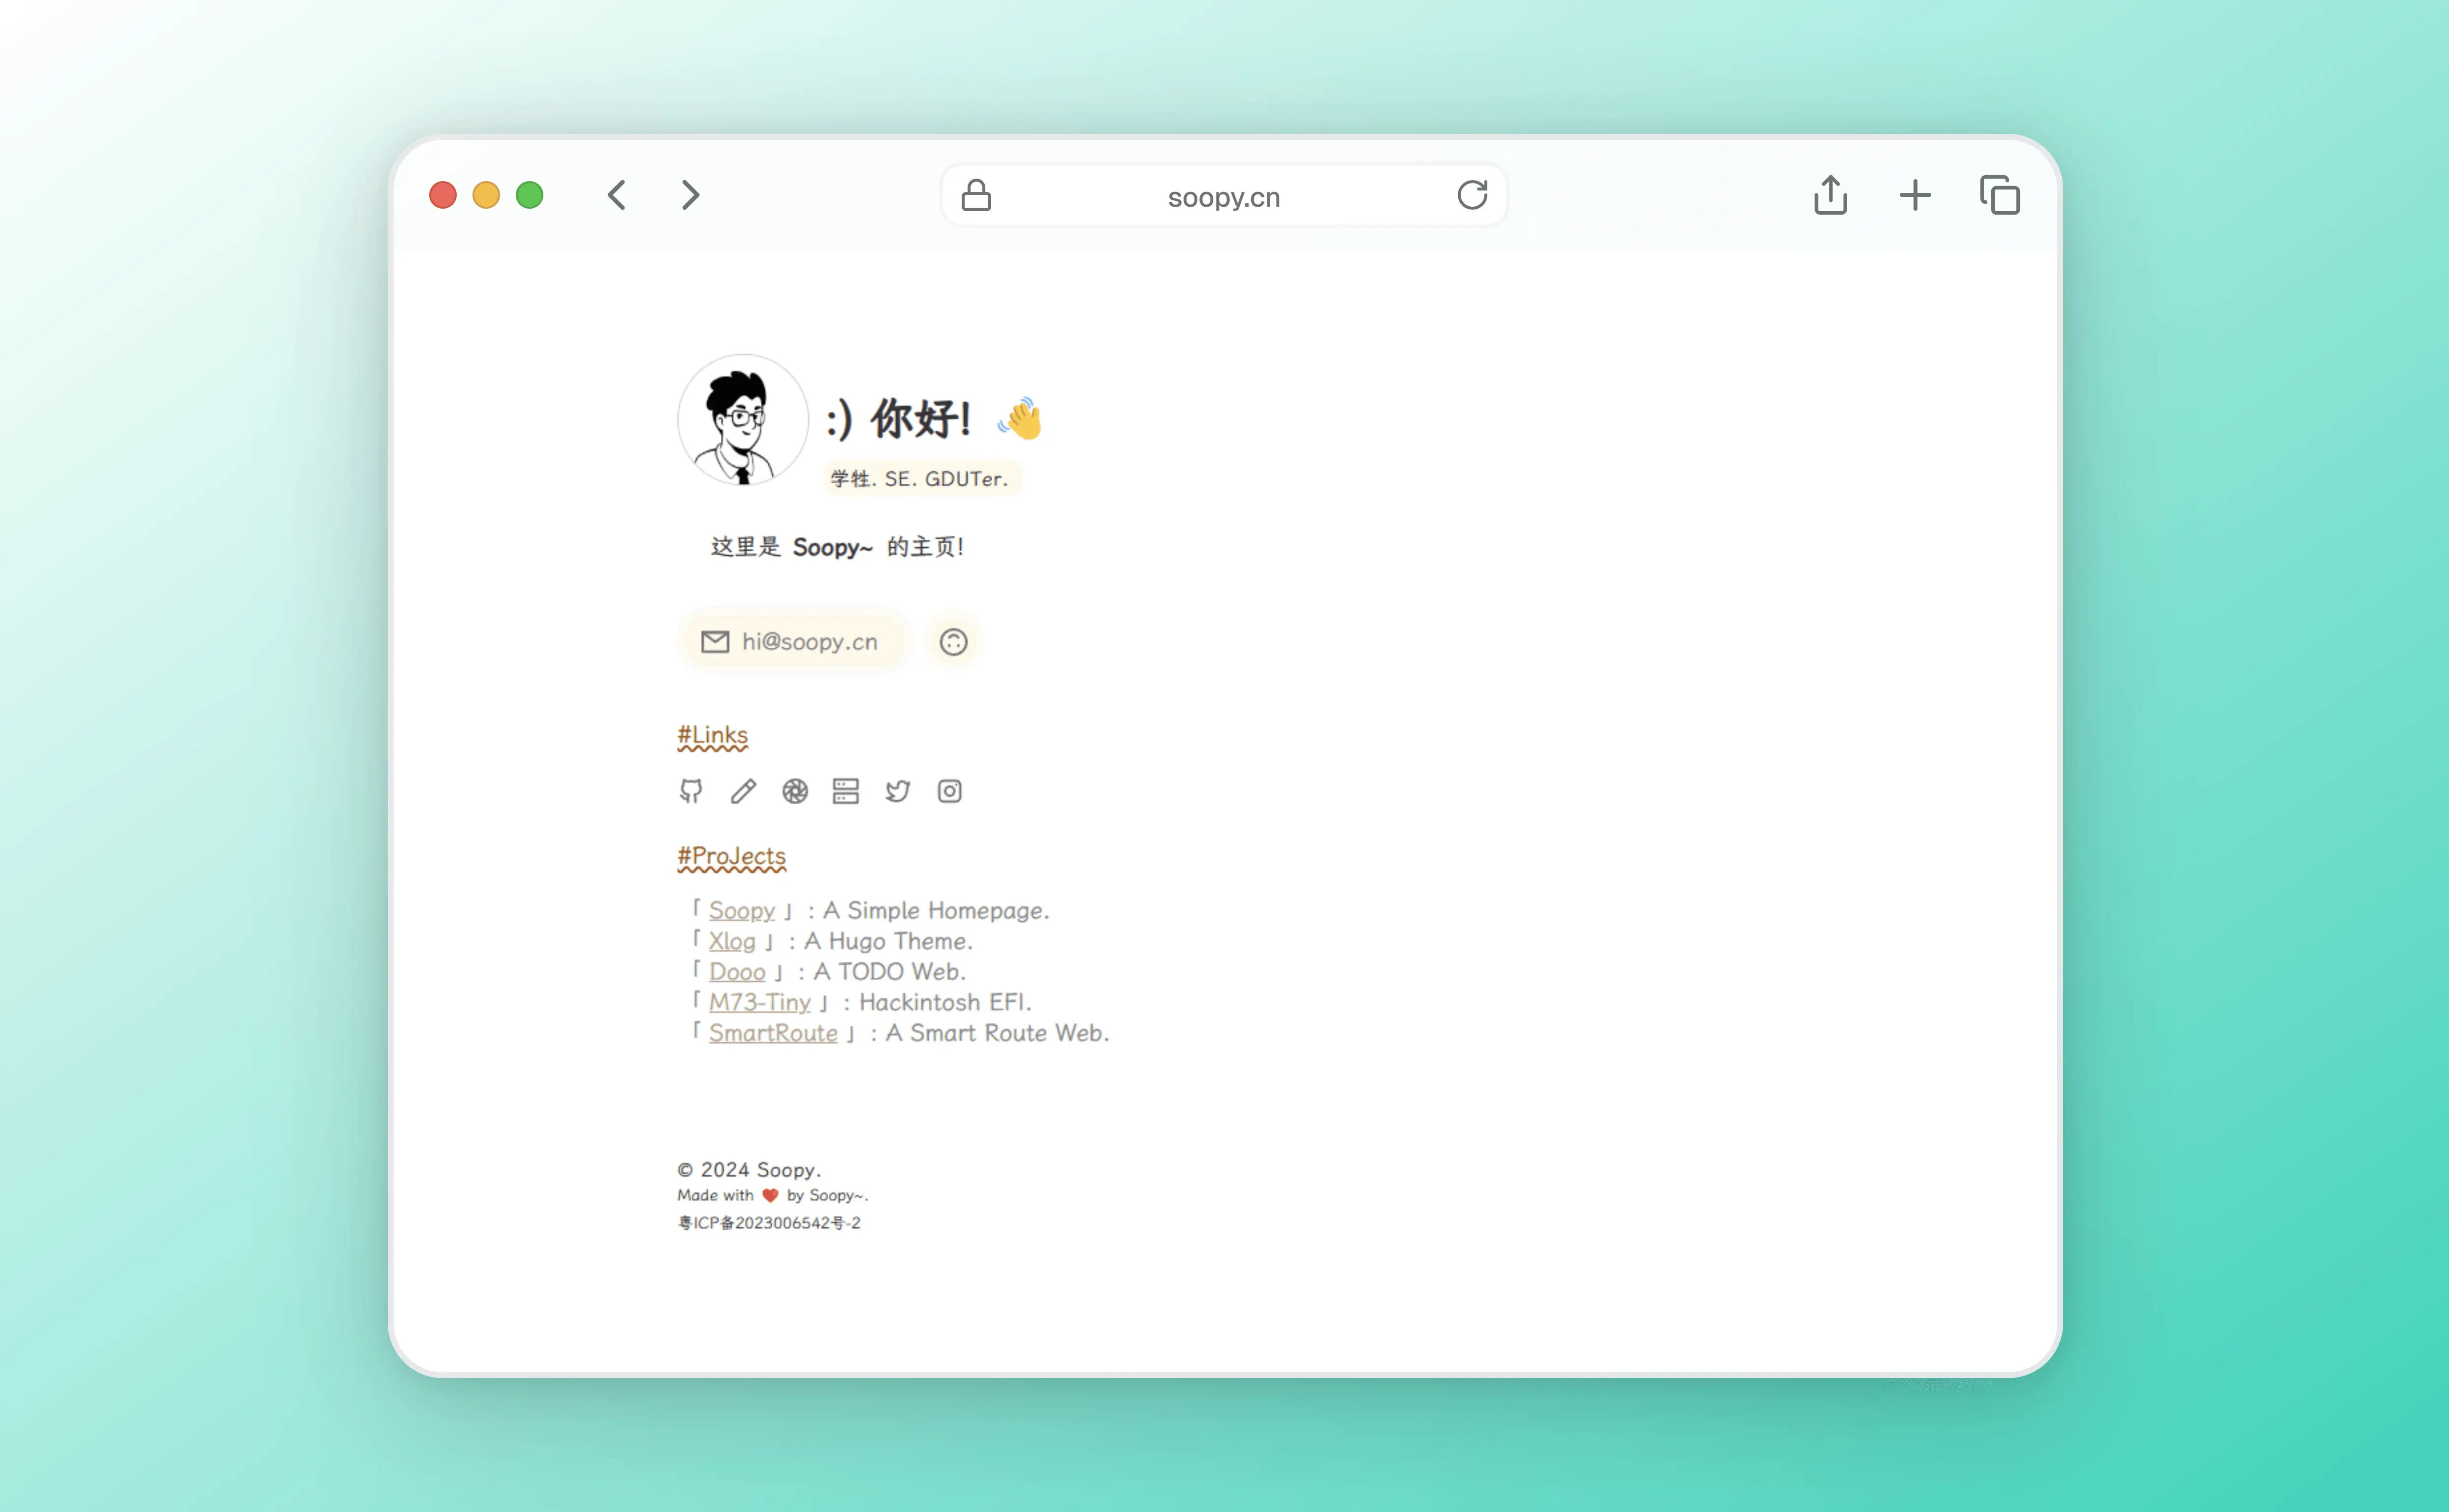 soopy.cn
:) 你好! 👋
学牲. SE. GDUTer.
这里是 Soopy~ 的主页!
hi@soopy.cn
#Links
#ProJects
「 Soopy 」 : A Simple Homepage.
「 Xlog 」 : A Hugo Theme.
「 Dooo 」 : A TODO Web.
「 M73-Tiny 」 : Hackintosh EFI.
「 SmartRoute 」 : A Smart Route Web.
© 2024 Soopy.
Made with ❤️ by Soopy~.
粤ICP备2023006542号-2